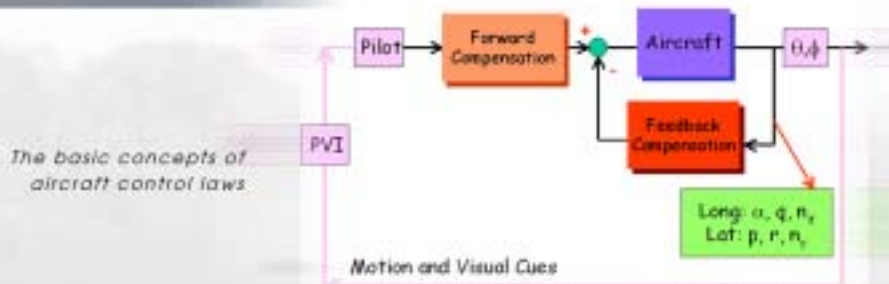 Pilot
Forward
Compensation
+
-
Aircraft
θ,ϕ
Feedback
Compensation
PVI
The basic concepts of
aircraft control laws
Long: α, q, nz
Lat: p, r, ny
Motion and Visual Cues